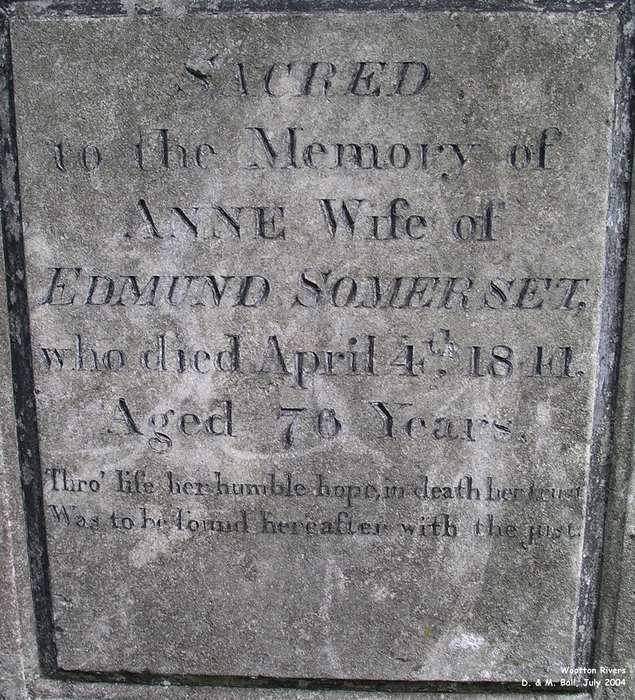 SACRED
to the Memory of
ANNE Wife of
EDMUND SOMERSET,
who died April 4th. 1841.
Aged 76 Years.
Thro' life her humble hope, in death her trust
Was to be found hereafter with the just.
Wootton Rivers
D. & M. Ball, July 2004